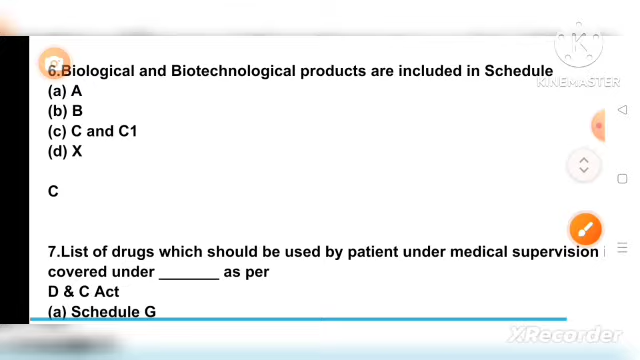 KINEMASTER
6.Biological and Biotechnological products are included in Schedule
(a) A
(b) B
(c) C and C1
(d) X
C
7.List of drugs which should be used by patient under medical supervision i
covered under _______ as per
D & C Act
(a) Schedule G
XRecorder